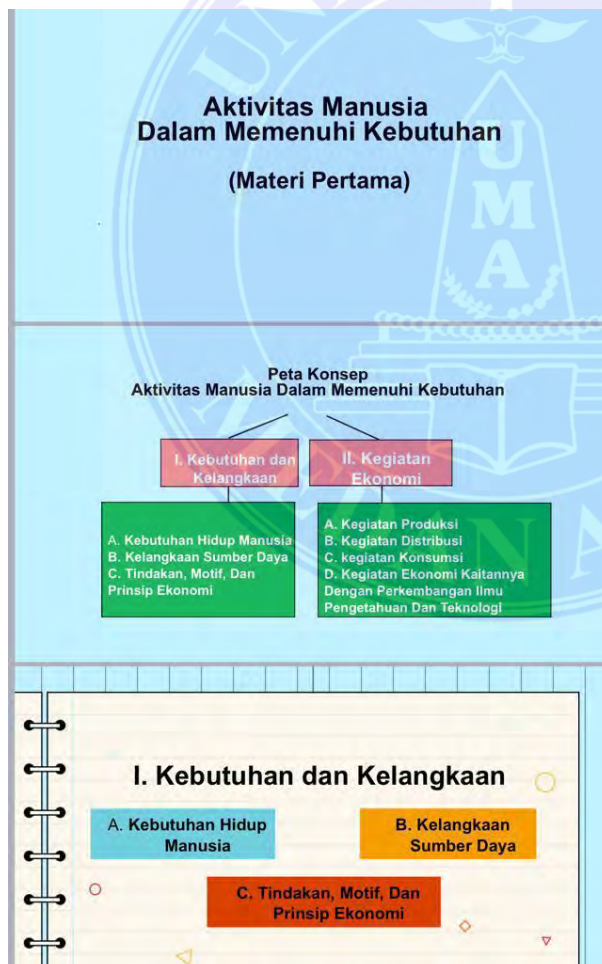 Aktivitas Manusia
Dalam Memenuhi Kebutuhan
(Materi Pertama)
UMA
Peta Konsep
Aktivitas Manusia Dalam Memenuhi Kebutuhan
I. Kebutuhan dan
Kelangkaan
II. Kegiatan
Ekonomi
A. Kebutuhan Hidup Manusia
B. Kelangkaan Sumber Daya
C. Tindakan, Motif, Dan
Prinsip Ekonomi
A. Kegiatan Produksi
B. Kegiatan Distribusi
C. kegiatan Konsumsi
D. Kegiatan Ekonomi Kaitannya
Dengan Perkembangan Ilmu
Pengetahuan Dan Teknologi
I. Kebutuhan dan Kelangkaan
A. Kebutuhan Hidup
Manusia
B. Kelangkaan
Sumber Daya
C. Tindakan, Motif, Dan
Prinsip Ekonomi